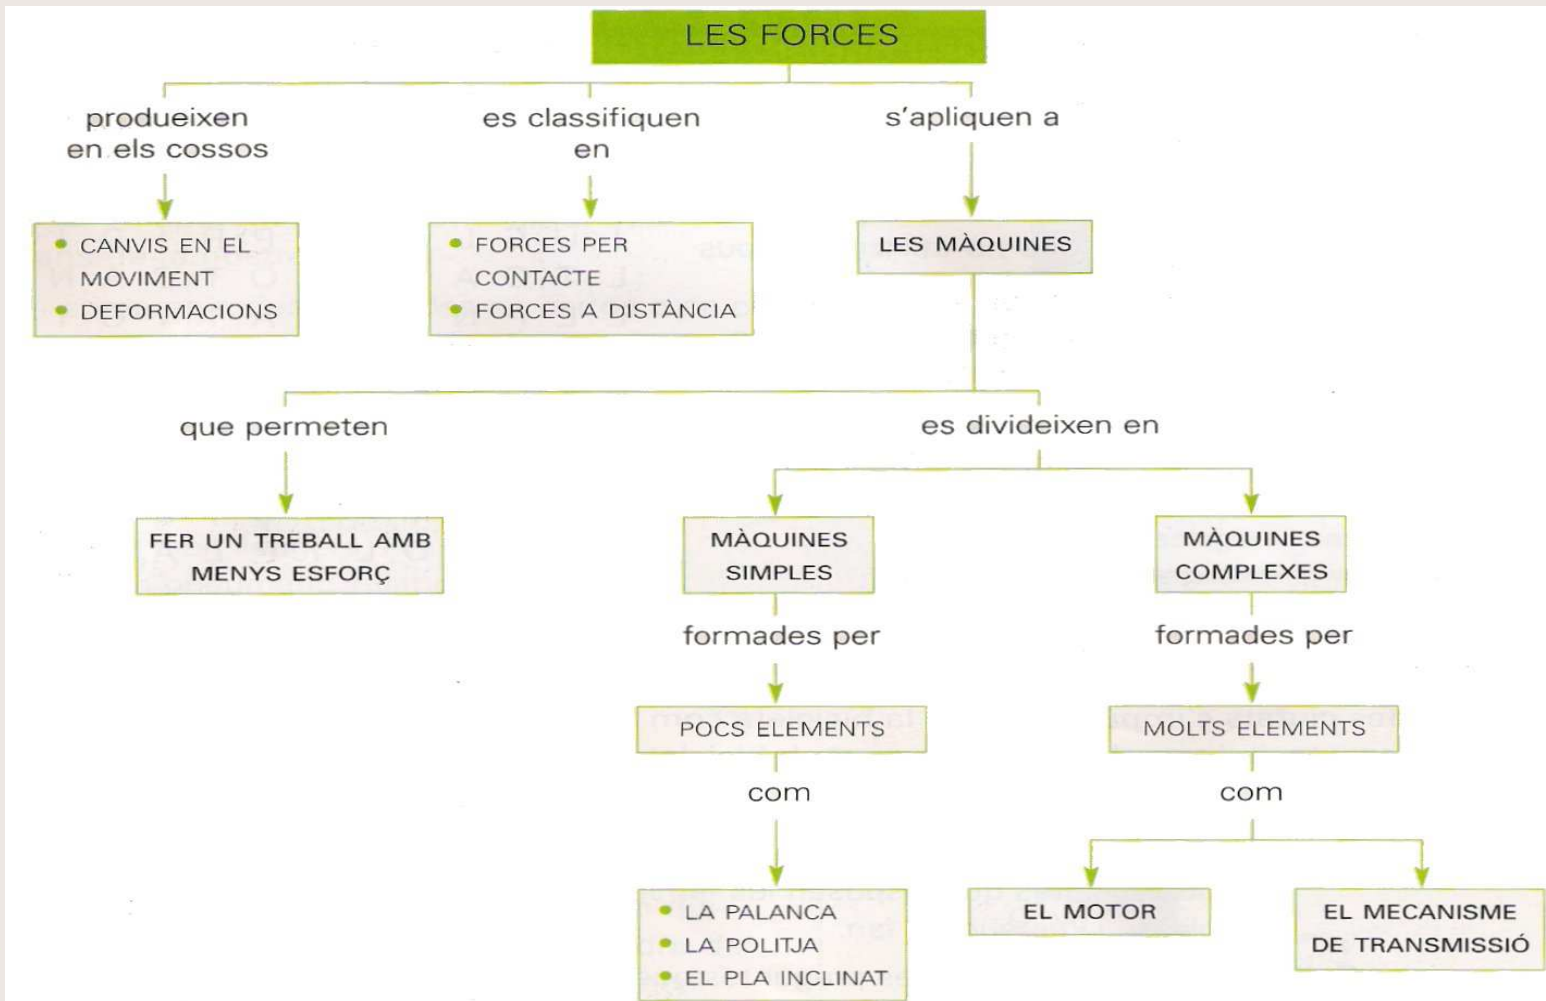 LES FORCES
produeixen
en els cossos
es classifiquen
en
s'apliquen a
• CANVIS EN EL
MOVIMENT
• DEFORMACIONS
• FORCES PER
CONTACTE
• FORCES A DISTÀNCIA
LES MÀQUINES
que permeten
es divideixen en
FER UN TREBALL AMB
MENYS ESFORÇ
MÀQUINES
SIMPLES
MÀQUINES
COMPLEXES
formades per
formades per
POCS ELEMENTS
MOLTS ELEMENTS
com
com
• LA PALANCA
• LA POLITJA
• EL PLA INCLINAT
EL MOTOR
EL MECANISME
DE TRANSMISSIÓ